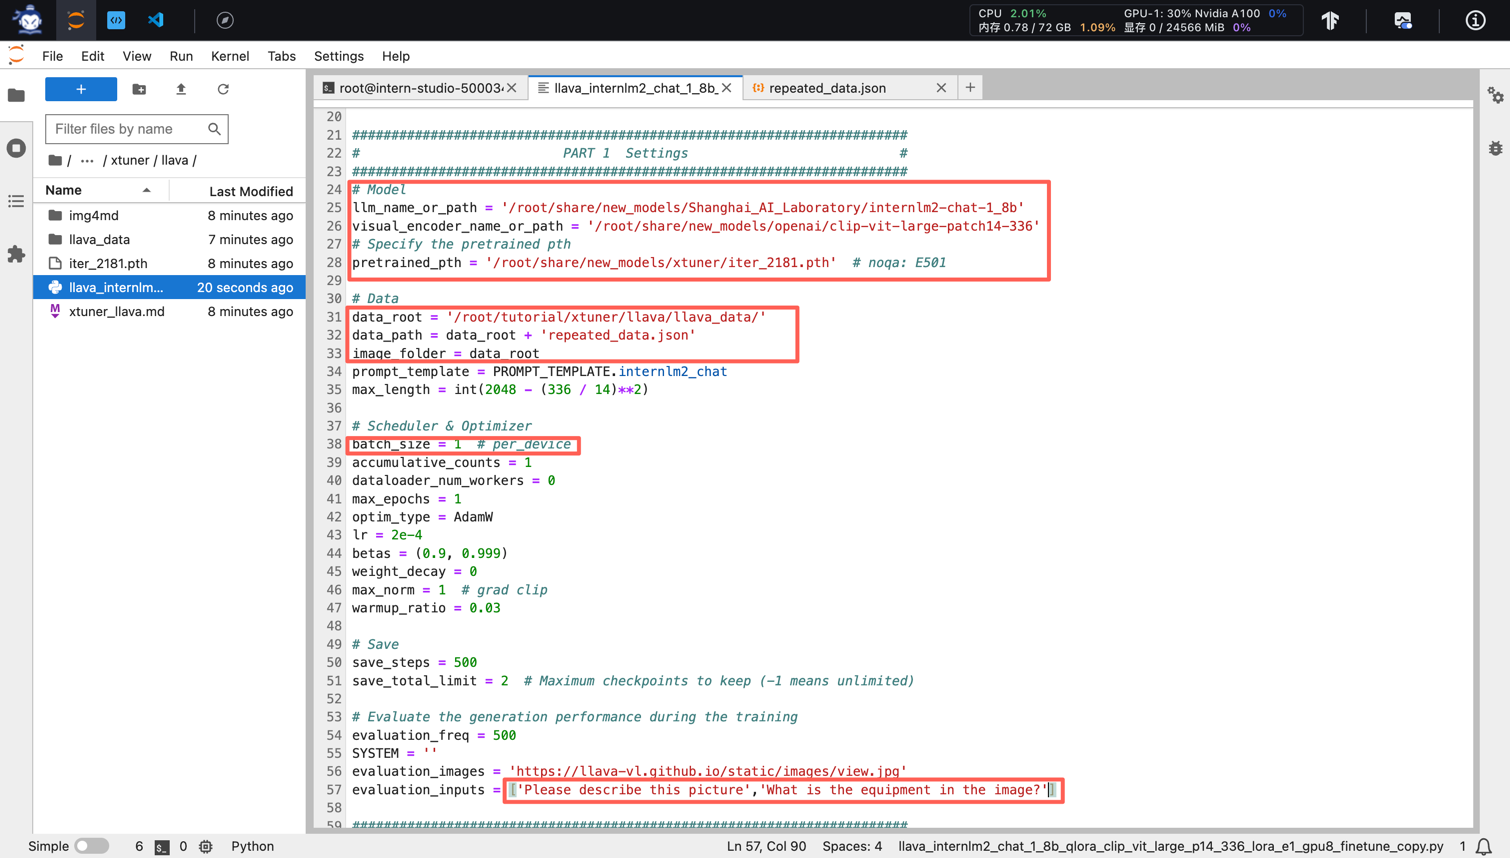 CPU 2.01% GPU-1: 30% Nvidia A100 0%
内存 0.78 / 72 GB 1.09% 显存 0 / 24566 MiB 0%
File Edit View Run Kernel Tabs Settings Help
root@intern-studio-50003
llava_internlm2_chat_1_8b_
repeated_data.json
Filter files by name
/ ··· / xtuner / llava /
Name Last Modified
img4md 8 minutes ago
llava_data 7 minutes ago
iter_2181.pth 8 minutes ago
llava_internlm... 20 seconds ago
xtuner_llava.md 8 minutes ago
20
21 #######################################################################
22 # PART 1 Settings #
23 #######################################################################
24 # Model
25 llm_name_or_path = '/root/share/new_models/Shanghai_AI_Laboratory/internlm2-chat-1_8b'
26 visual_encoder_name_or_path = '/root/share/new_models/openai/clip-vit-large-patch14-336'
27 # Specify the pretrained pth
28 pretrained_pth = '/root/share/new_models/xtuner/iter_2181.pth' # noqa: E501
29
30 # Data
31 data_root = '/root/tutorial/xtuner/llava/llava_data/'
32 data_path = data_root + 'repeated_data.json'
33 image_folder = data_root
34 prompt_template = PROMPT_TEMPLATE.internlm2_chat
35 max_length = int(2048 - (336 / 14)**2)
36
37 # Scheduler & Optimizer
38 batch_size = 1 # per_device
39 accumulative_counts = 1
40 dataloader_num_workers = 0
41 max_epochs = 1
42 optim_type = AdamW
43 lr = 2e-4
44 betas = (0.9, 0.999)
45 weight_decay = 0
46 max_norm = 1 # grad clip
47 warmup_ratio = 0.03
48
49 # Save
50 save_steps = 500
51 save_total_limit = 2 # Maximum checkpoints to keep (-1 means unlimited)
52
53 # Evaluate the generation performance during the training
54 evaluation_freq = 500
55 SYSTEM = ''
56 evaluation_images = 'https://llava-vl.github.io/static/images/view.jpg'
57 evaluation_inputs = ['Please describe this picture','What is the equipment in the image?']
58
59 #######################################################################
Simple 6 0 Python Ln 57, Col 90 Spaces: 4 llava_internlm2_chat_1_8b_qlora_clip_vit_large_p14_336_lora_e1_gpu8_finetune_copy.py 1